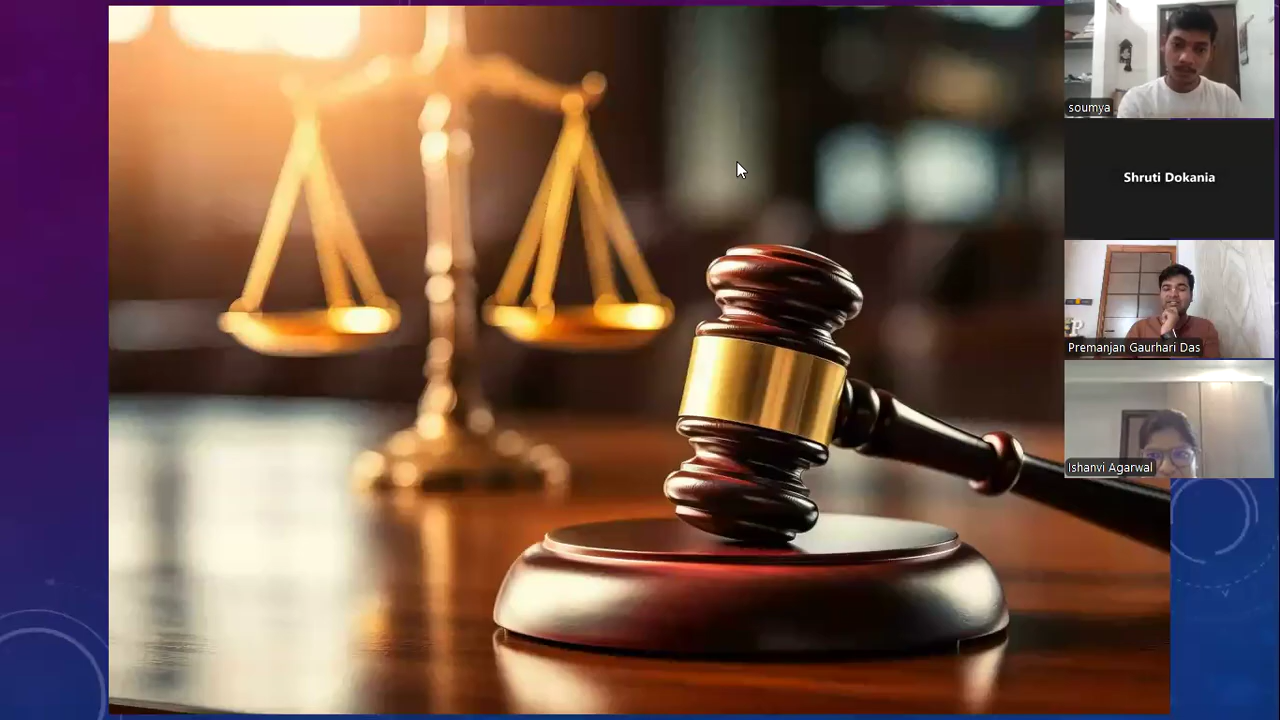 soumya
Shruti Dokania
Premanjan Gaurhari Das
Ishanvi Agarwal